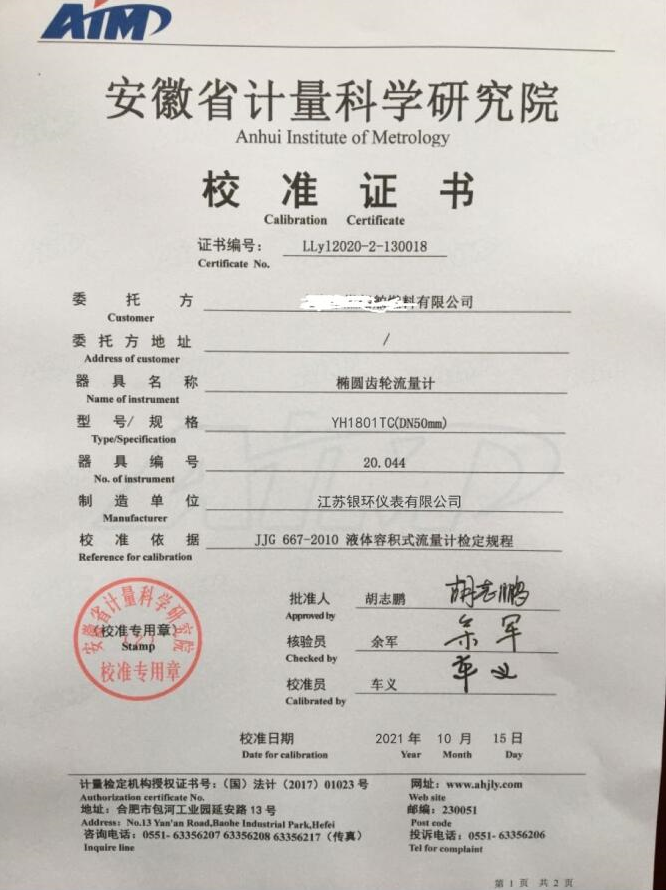 AIM
安徽省计量科学研究院
Anhui Institute of Metrology
校准证书
Calibration Certificate
证书编号： LLyl2020-2-130018
Certificate No.
委托方 料有限公司
Customer
委托方地址 /
Address of customer
器具名称 椭圆齿轮流量计
Name of instrument
型号/规格 YH1801TC(DN50mm)
Type/Specification
器具编号 20.044
No. of instrument
制造单位 江苏银环仪表有限公司
Manufacturer
校准依据 JJG 667-2010 液体容积式流量计检定规程
Reference for calibration
批准人 胡志鹏 胡志鹏
Approved by
安徽省计量科学研究院
（校准专用章）
Stamp
校准专用章
核验员 余军 余军
Checked by
校准员 车义 车义
Calibrated by
校准日期 2021 年 10 月 15 日
Date for calibration Year Month Day
计量检定机构授权证书号：（国）法计（2017）01023 号 网址：www.ahjly.com
Authorization certificate No. Web site
地址：合肥市包河工业园延安路 13 号 邮编：230051
Address: No.13 Yan'an Road,Baohe Industrial Park,Hefei Post code
咨询电话：0551- 63356207 63356208 63356217（传真） 投诉电话：0551- 63356206
Inquire line Tel for complaint
第 1 页 共 2 页